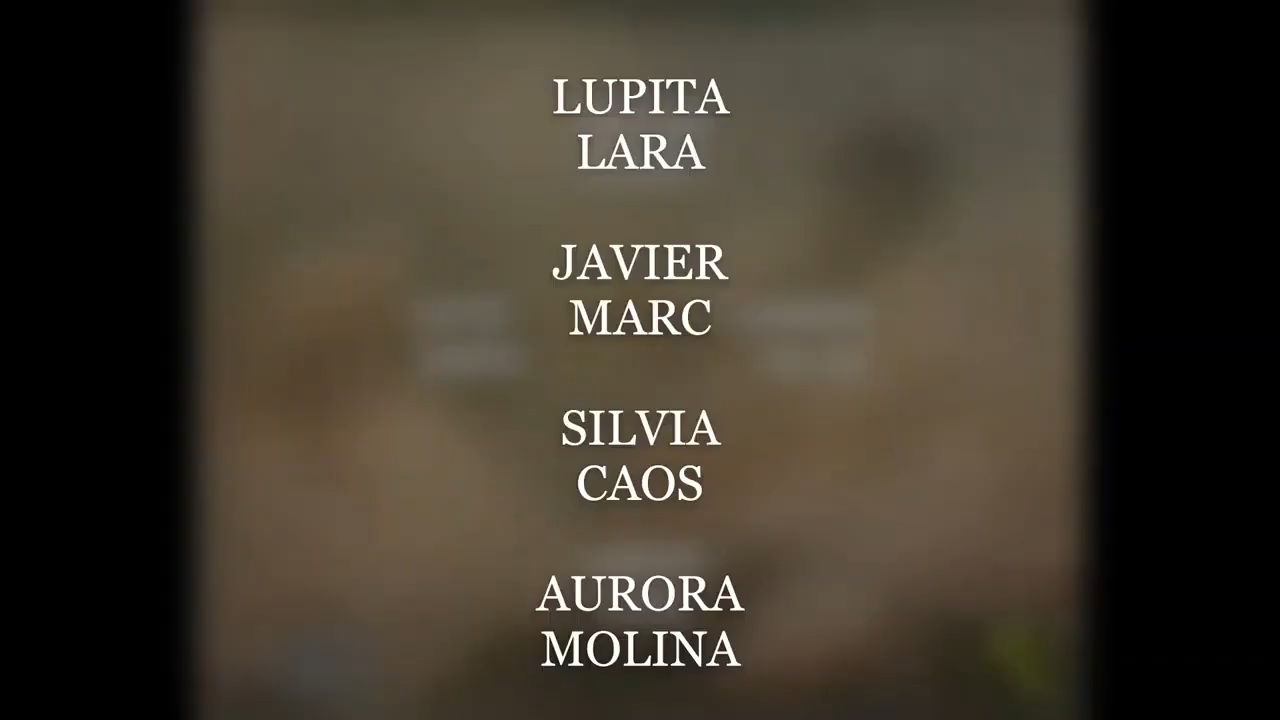 LUPITA
LARA
JAVIER
MARC
SILVIA
CAOS
AURORA
MOLINA